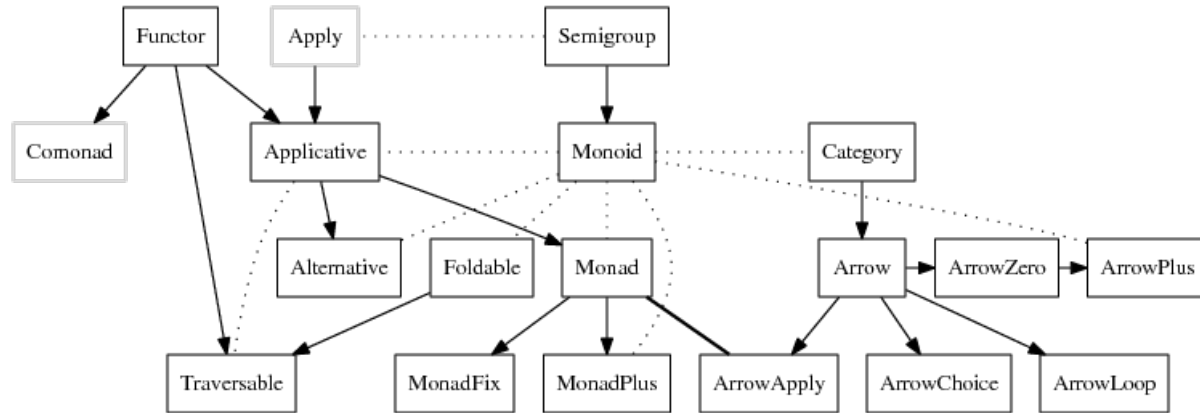 Functor
Apply
Semigroup
Comonad
Applicative
Monoid
Category
Alternative
Foldable
Monad
Arrow
ArrowZero
ArrowPlus
Traversable
MonadFix
MonadPlus
ArrowApply
ArrowChoice
ArrowLoop